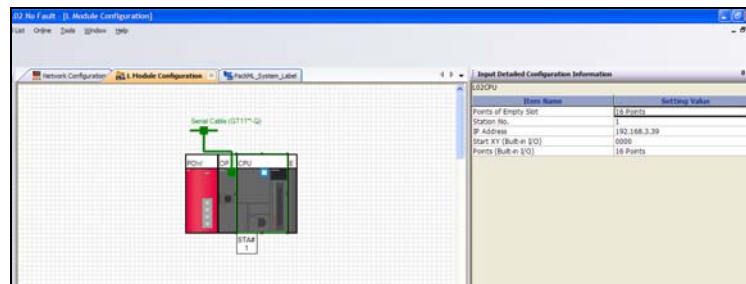 .02 No Fault - [L Module Configuration]
List Online Tools Window Help
Network Configuration L Module Configuration PackML_System_Label
Input Detailed Configuration Information
L02CPU
Item Name Setting Value
Points of Empty Slot 16 Points
Station No. 1
IP Address 192.168.3.39
Start XY (Built-in I/O) 0000
Points (Built-in I/O) 16 Points
Serial Cable (GT11**-G)
POW DP CPU E
STA#
1